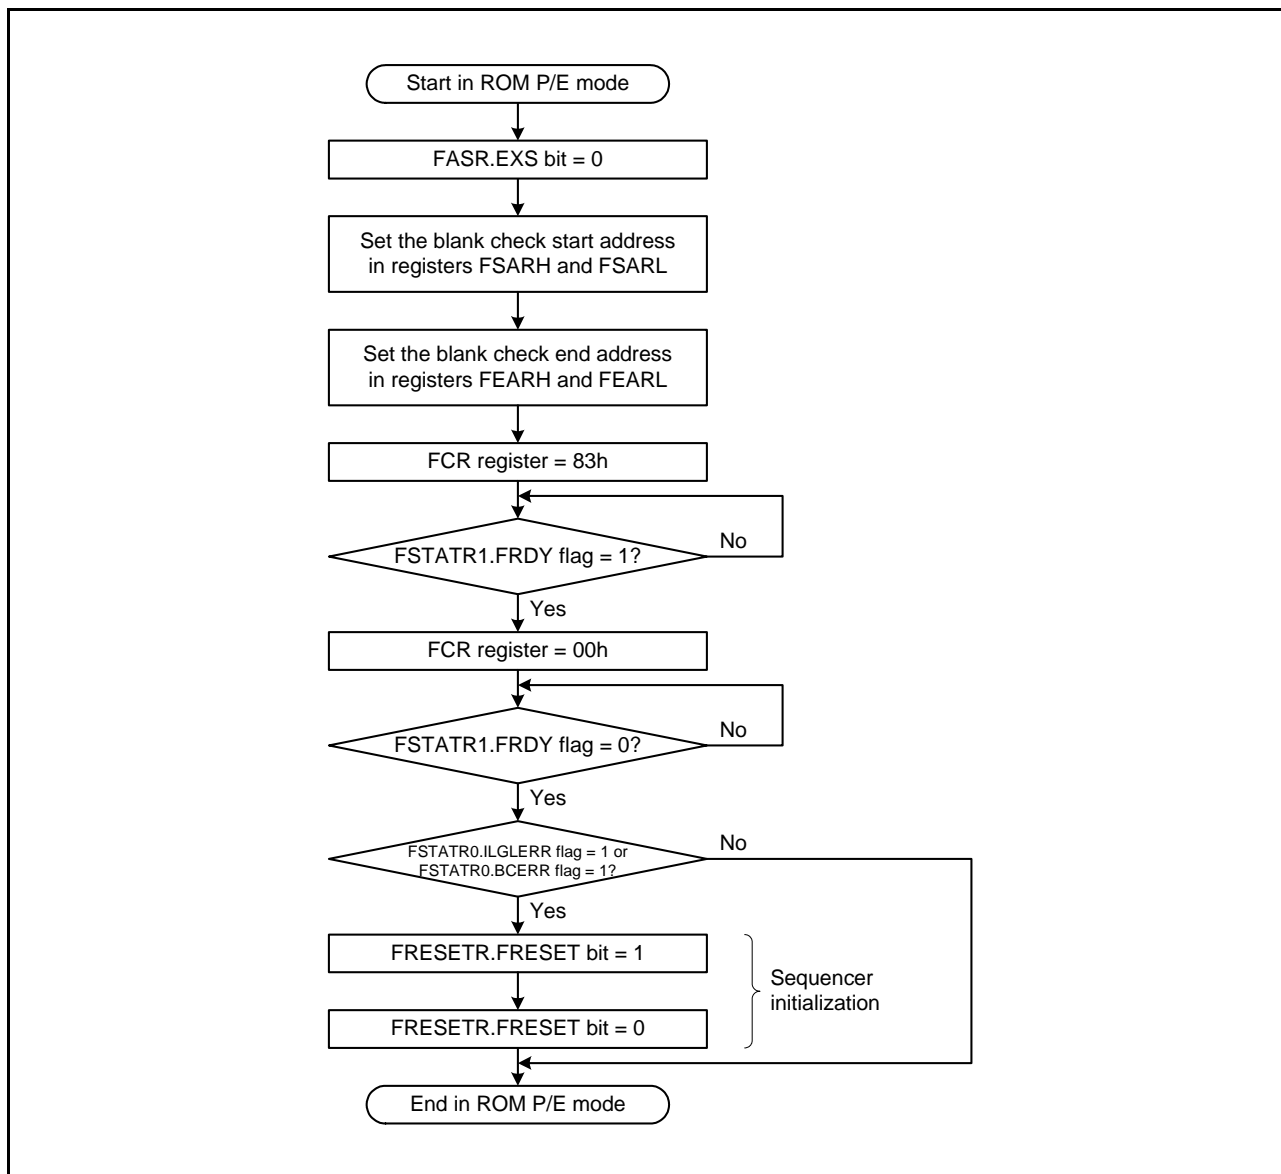 Start in ROM P/E mode
FASR.EXS bit = 0
Set the blank check start address
in registers FSARH and FSARL
Set the blank check end address
in registers FEARH and FEARL
FCR register = 83h
FSTATR1.FRDY flag = 1?
No
Yes
FCR register = 00h
FSTATR1.FRDY flag = 0?
No
Yes
FSTATR0.ILGLERR flag = 1 or
FSTATR0.BCERR flag = 1?
No
Yes
FRESETR.FRESET bit = 1
FRESETR.FRESET bit = 0
Sequencer
initialization
End in ROM P/E mode